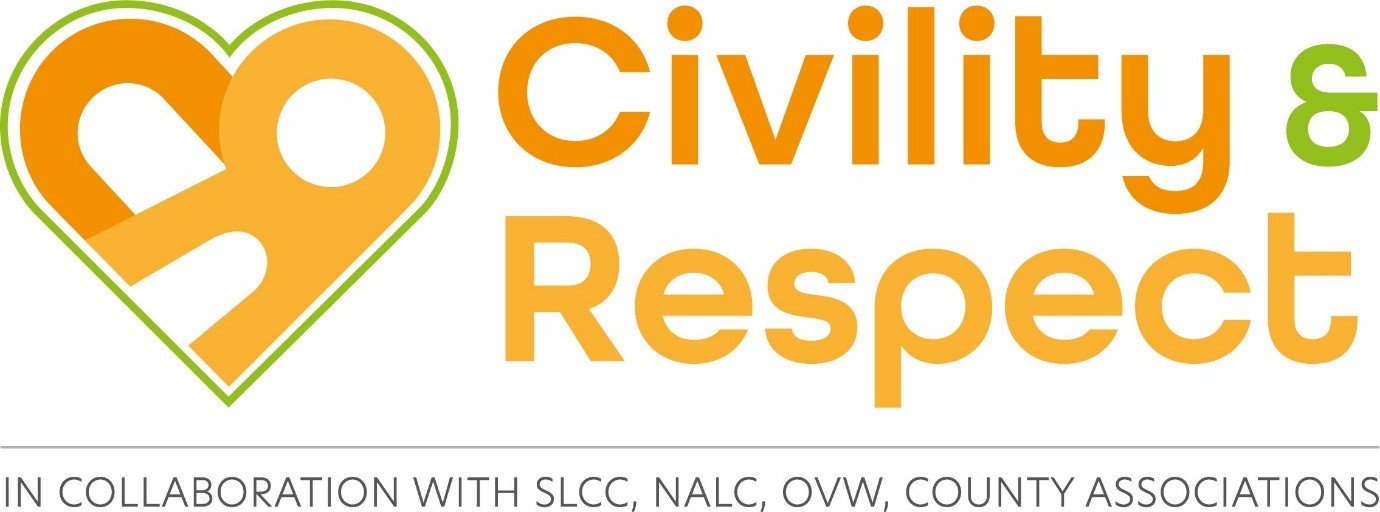 Civility &
Respect
IN COLLABORATION WITH SLCC, NALC, OVW, COUNTY ASSOCIATIONS